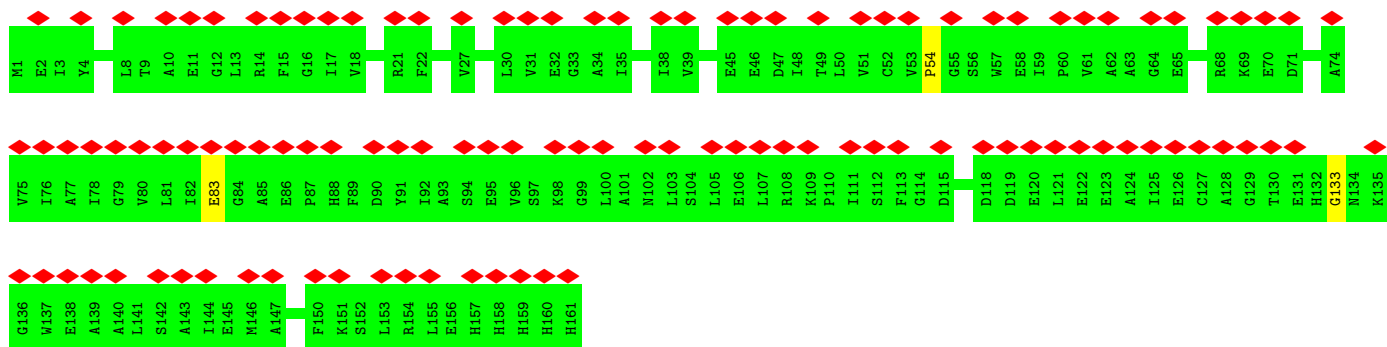 M1 E2 I3 Y4 L8 T9 A10 E11 G12 L13 R14 F15 G16 I17 V18 R21 F22 V27 L30 V31 E32 G33 A34 I35 I38 V39 E45 E46 D47 I48 T49 L50 V51 C52 V53 P54 G55 S56 W57 E58 I59 P60 V61 A62 A63 G64 E65 R68 K69 E70 D71 A74
V75 I76 A77 I78 G79 V80 L81 I82 E83 G84 A85 E86 P87 H88 F89 D90 Y91 I92 A93 S94 E95 V96 S97 K98 G99 L100 A101 N102 L103 S104 L105 E106 L107 R108 K109 P110 I111 S112 F113 G114 D115 D118 D119 E120 L121 E122 E123 A124 I125 E126 C127 A128 G129 T130 E131 H132 G133 N134 K135
G136 W137 E138 A139 A140 L141 S142 A143 I144 E145 M146 A147 F150 K151 S152 L153 R154 L155 E156 H157 H158 H159 H160 H161